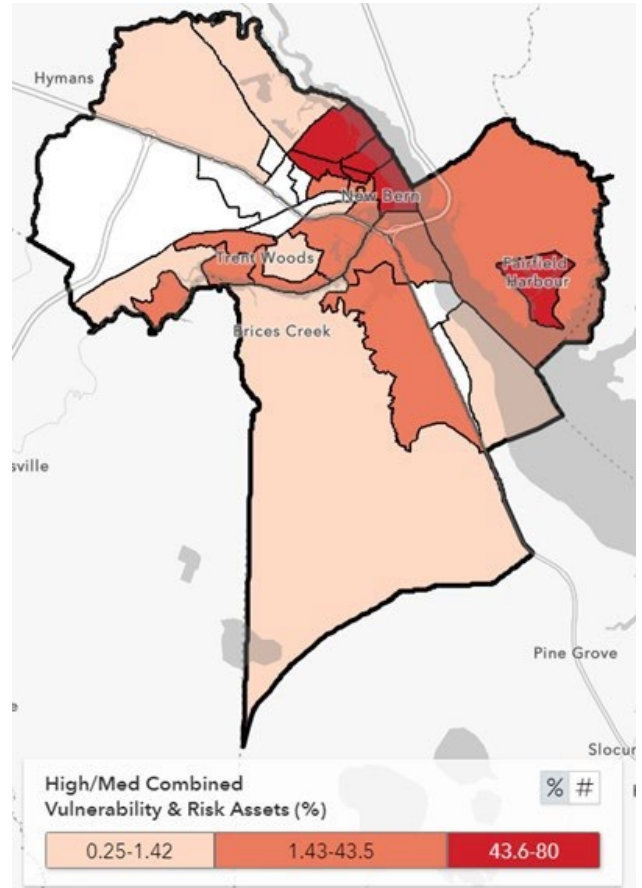 Hymans
New Bern
Trent Woods
Fairfield
Harbour
Brices Creek
sville
Pine Grove
e
Slocu
High/Med Combined
Vulnerability & Risk Assets (%)
% #
0.25-1.42
1.43-43.5
43.6-80